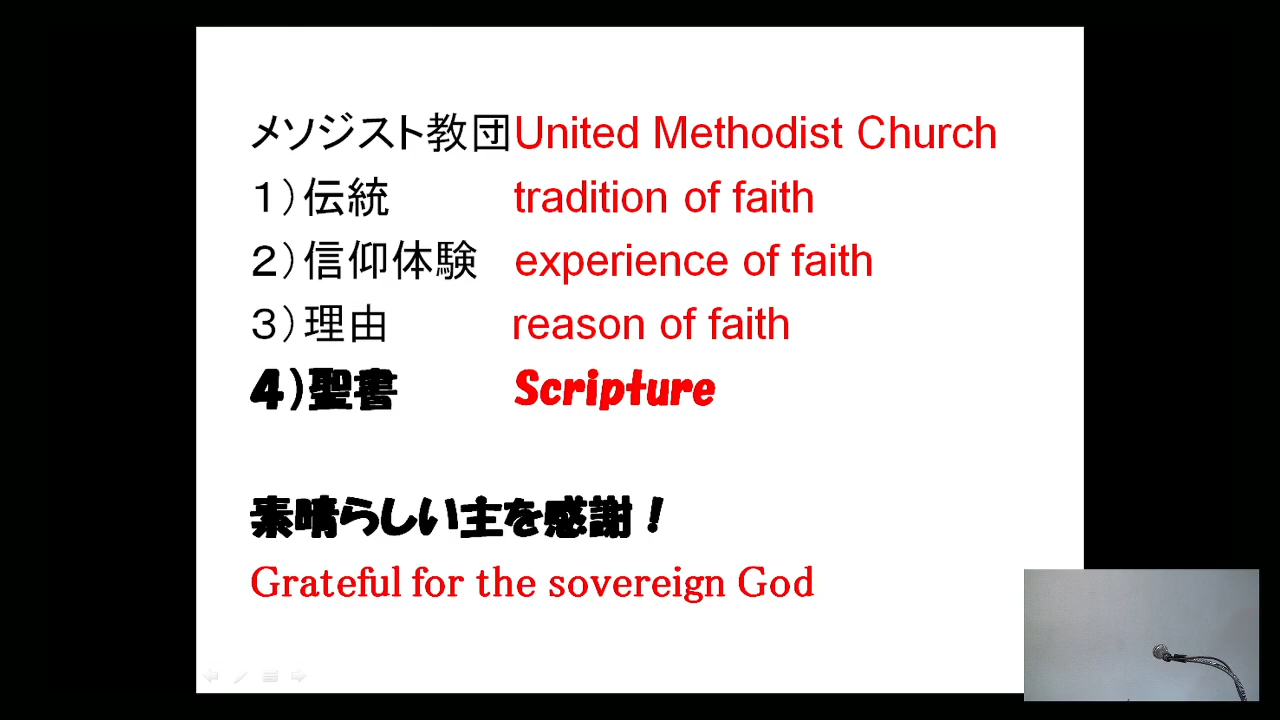 メソジスト教団United Methodist Church
１）伝統 tradition of faith
２）信仰体験 experience of faith
３）理由 reason of faith
４）聖書 Scripture
素晴らしい主を感謝！
Grateful for the sovereign God